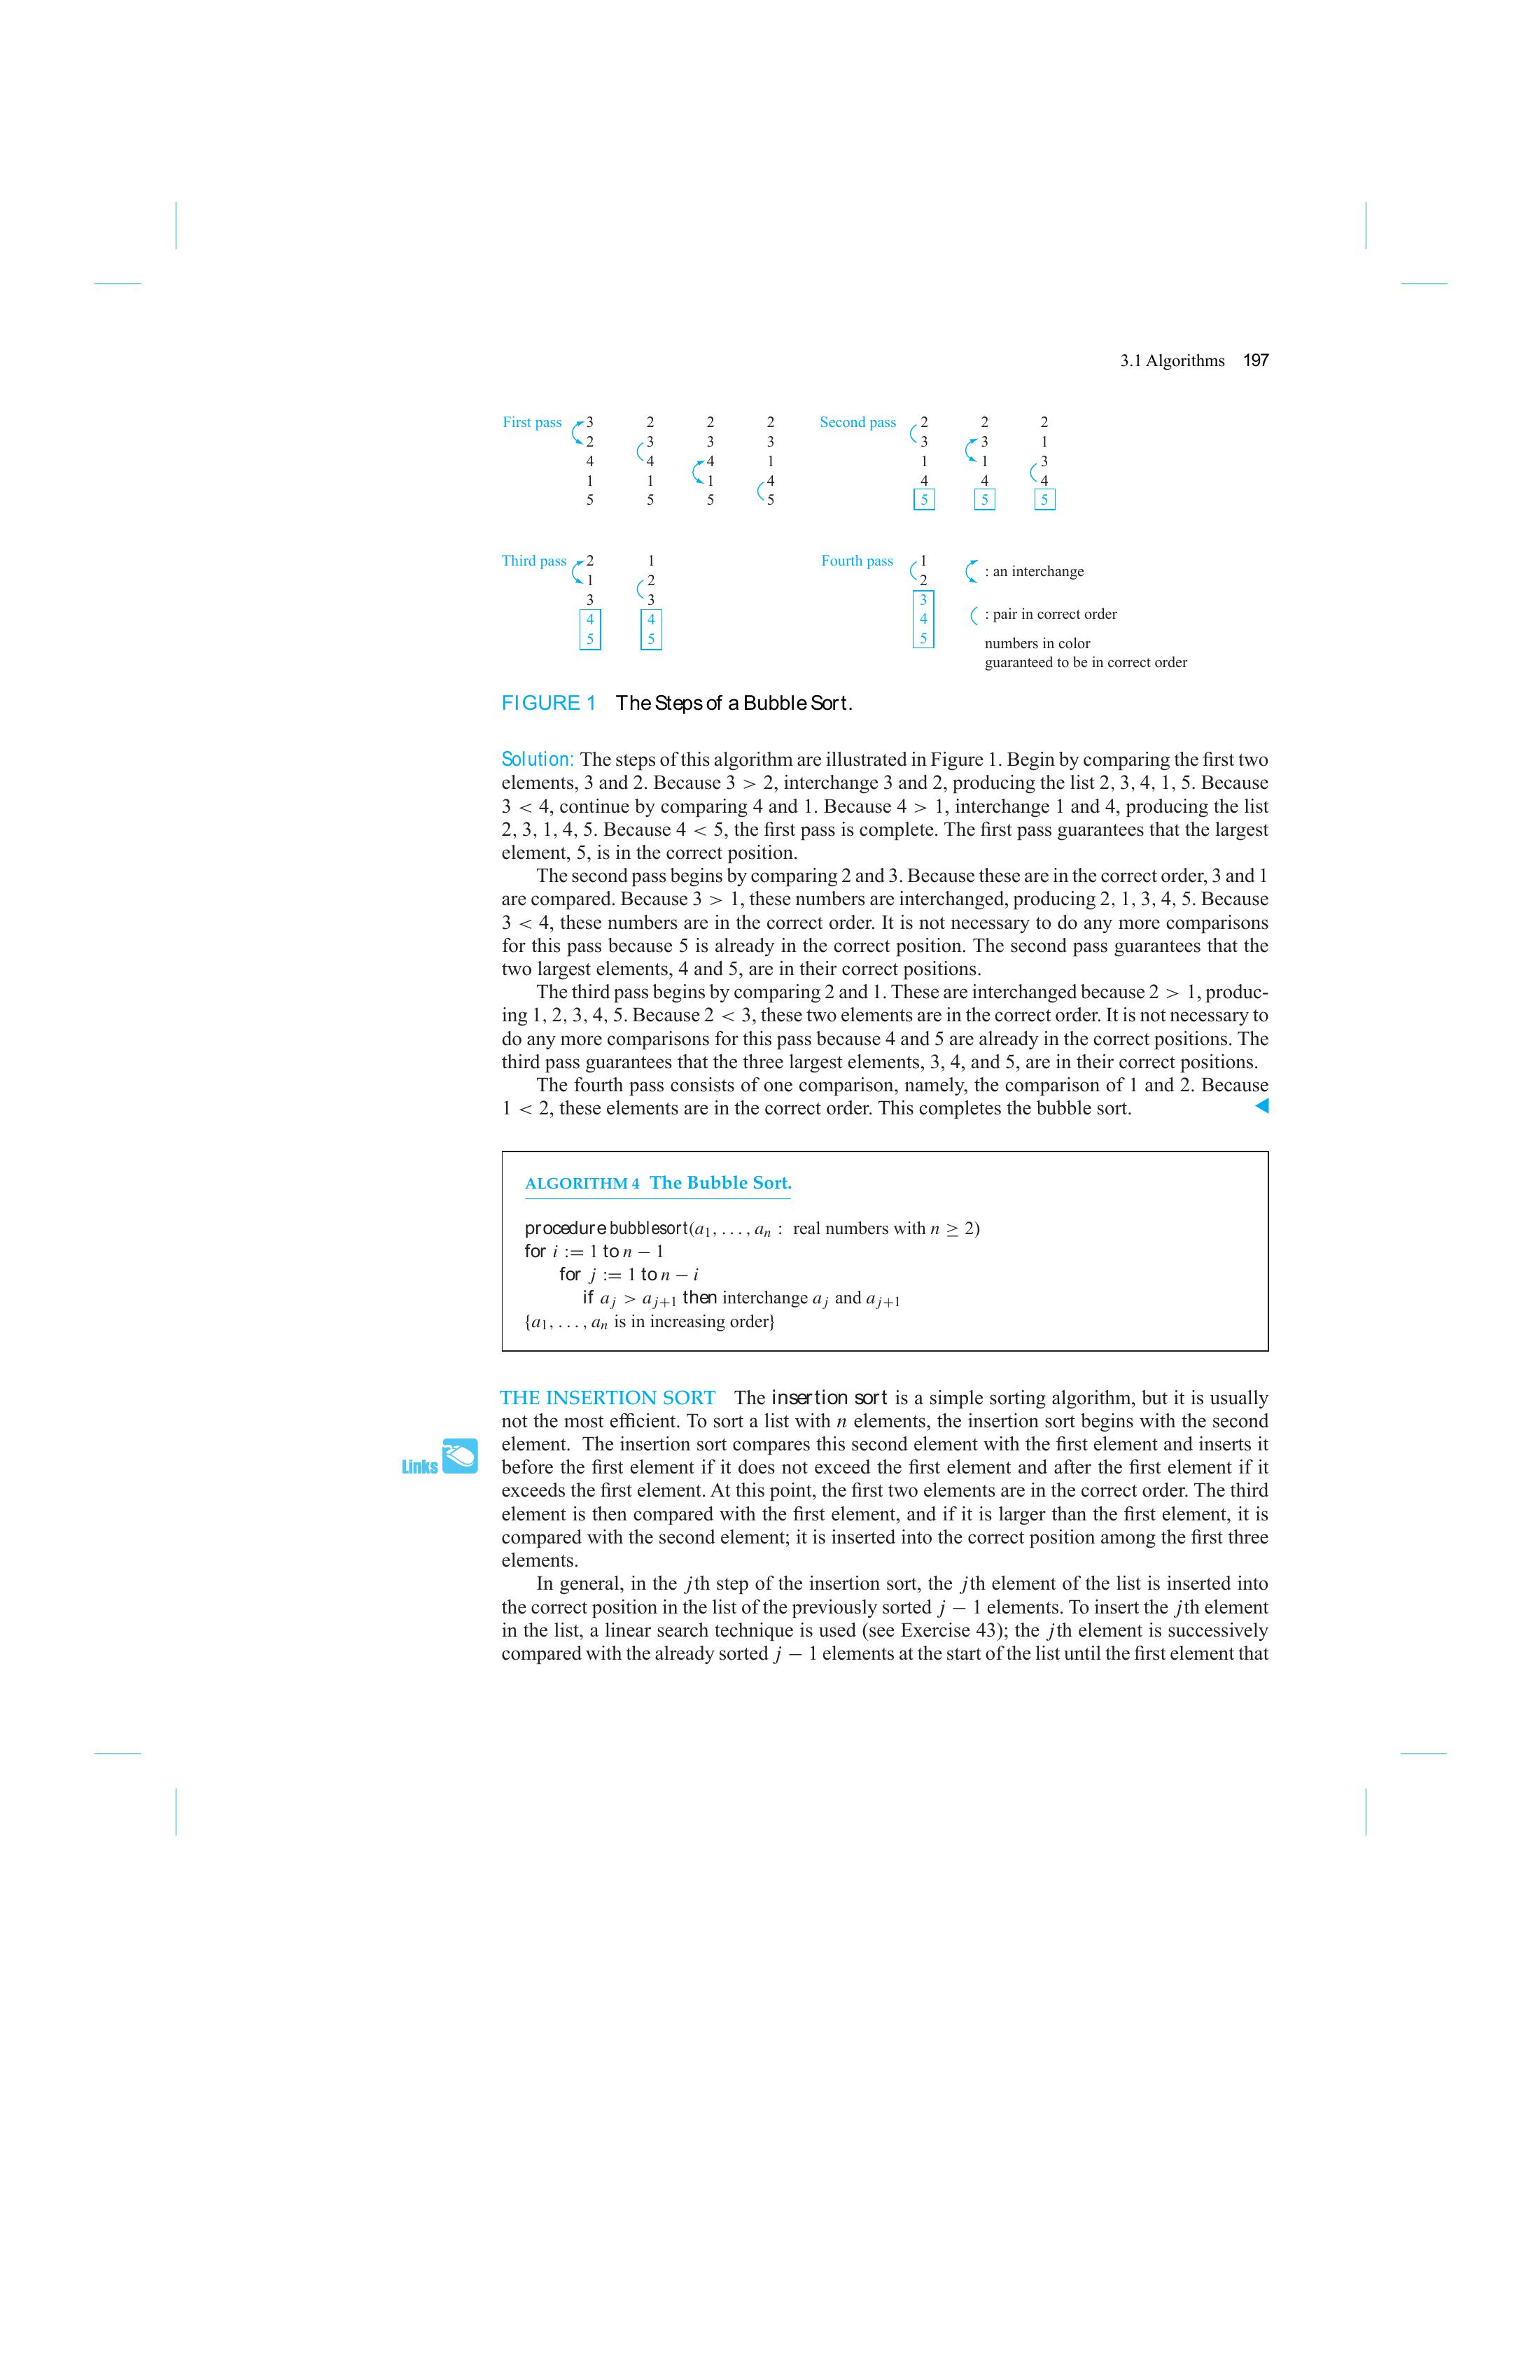 3.1 Algorithms 197
First pass 3 2 2 2 Second pass 2 2 2
2 3 3 3 3 3 1
4 4 4 1 1 1 3
1 1 1 4 4 4 4
5 5 5 5 5 5 5
Third pass 2 1 Fourth pass 1
1 2 2 : an interchange
3 3 3
4 4 4 : pair in correct order
5 5 5 numbers in color
guaranteed to be in correct order
FIGURE 1 The Steps of a Bubble Sort.
Solution: The steps of this algorithm are illustrated in Figure 1. Begin by comparing the first two
elements, 3 and 2. Because 3 > 2, interchange 3 and 2, producing the list 2, 3, 4, 1, 5. Because
3 < 4, continue by comparing 4 and 1. Because 4 > 1, interchange 1 and 4, producing the list
2, 3, 1, 4, 5. Because 4 < 5, the first pass is complete. The first pass guarantees that the largest
element, 5, is in the correct position.
The second pass begins by comparing 2 and 3. Because these are in the correct order, 3 and 1
are compared. Because 3 > 1, these numbers are interchanged, producing 2, 1, 3, 4, 5. Because
3 < 4, these numbers are in the correct order. It is not necessary to do any more comparisons
for this pass because 5 is already in the correct position. The second pass guarantees that the
two largest elements, 4 and 5, are in their correct positions.
The third pass begins by comparing 2 and 1. These are interchanged because 2 > 1, produc-
ing 1, 2, 3, 4, 5. Because 2 < 3, these two elements are in the correct order. It is not necessary to
do any more comparisons for this pass because 4 and 5 are already in the correct positions. The
third pass guarantees that the three largest elements, 3, 4, and 5, are in their correct positions.
The fourth pass consists of one comparison, namely, the comparison of 1 and 2. Because
1 < 2, these elements are in the correct order. This completes the bubble sort.
ALGORITHM 4 The Bubble Sort.
procedure bubblesort(a₁, . . . , aₙ : real numbers with n ≥ 2)
for i := 1 to n − 1
for j := 1 to n − i
if aⱼ > aⱼ₊₁ then interchange aⱼ and aⱼ₊₁
{a₁, . . . , aₙ is in increasing order}
THE INSERTION SORT The insertion sort is a simple sorting algorithm, but it is usually
not the most efficient. To sort a list with n elements, the insertion sort begins with the second
element. The insertion sort compares this second element with the first element and inserts it
Links
before the first element if it does not exceed the first element and after the first element if it
exceeds the first element. At this point, the first two elements are in the correct order. The third
element is then compared with the first element, and if it is larger than the first element, it is
compared with the second element; it is inserted into the correct position among the first three
elements.
In general, in the jth step of the insertion sort, the jth element of the list is inserted into
the correct position in the list of the previously sorted j − 1 elements. To insert the jth element
in the list, a linear search technique is used (see Exercise 43); the jth element is successively
compared with the already sorted j − 1 elements at the start of the list until the first element that